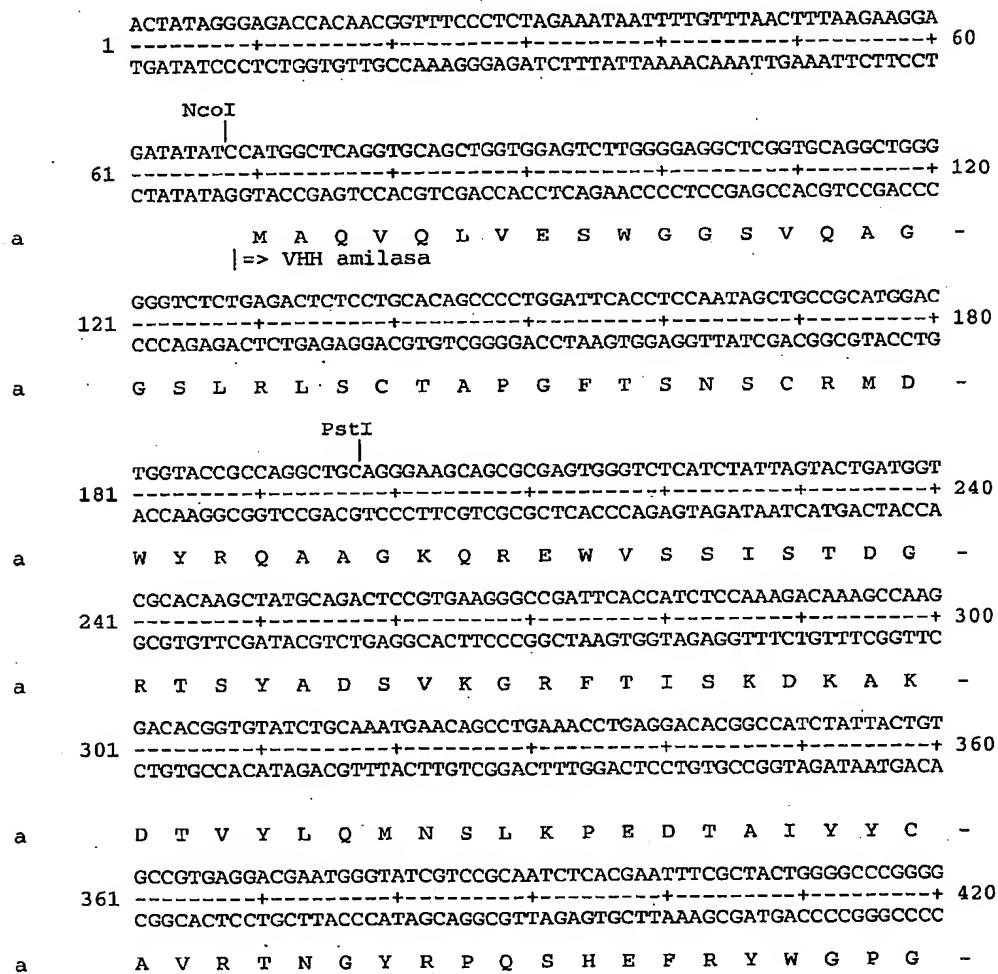 ACTATAGGGAGACCACAACGGTTTCCCTCTAGAAATAATTTTGTTTAACTTTAAGAAGGA
1 ---------+---------+---------+---------+---------+---------+ 60
TGATATCCCTCTGGTGTTGCCAAAGGGAGATCTTTATTAAAACAAATTGAAATTCTTCCT
NcoI
|
GATATATCCATGGCTCAGGTGCAGCTGGTGGAGTCTTGGGGAGGCTCGGTGCAGGCTGGG
61 ---------+---------+---------+---------+---------+---------+ 120
CTATATAGGTACCGAGTCCACGTCGACCACCTCAGAACCCCTCCGAGCCACGTCCGACCC
a M A Q V Q L V E S W G G S V Q A G -
|=> VHH amilasa
GGGTCTCTGAGACTCTCCTGCACAGCCCCTGGATTCACCTCCAATAGCTGCCGCATGGAC
121 ---------+---------+---------+---------+---------+---------+ 180
CCCAGAGACTCTGAGAGGACGTGTCGGGGACCTAAGTGGAGGTTATCGACGGCGTACCTG
a G S L R L S C T A P G F T S N S C R M D -
PstI
|
TGGTACCGCCAGGCTGCAGGGAAGCAGCGCGAGTGGGTCTCATCTATTAGTACTGATGGT
181 ---------+---------+---------+---------+---------+---------+ 240
ACCAAGGCGGTCCGACGTCCCTTCGTCGCGCTCACCCAGAGTAGATAATCATGACTACCA
a W Y R Q A A G K Q R E W V S S I S T D G -
CGCACAAGCTATGCAGACTCCGTGAAGGGCCGATTCACCATCTCCAAAGACAAAGCCAAG
241 ---------+---------+---------+---------+---------+---------+ 300
GCGTGTTCGATACGTCTGAGGCACTTCCCGGCTAAGTGGTAGAGGTTTCTGTTTCGGTTC
a R T S Y A D S V K G R F T I S K D K A K -
GACACGGTGTATCTGCAAATGAACAGCCTGAAACCTGAGGACACGGCCATCTATTACTGT
301 ---------+---------+---------+---------+---------+---------+ 360
CTGTGCCACATAGACGTTTACTTGTCGGACTTTGGACTCCTGTGCCGGTAGATAATGACA
a D T V Y L Q M N S L K P E D T A I Y Y C -
GCCGTGAGGACGAATGGGTATCGTCCGCAATCTCACGAATTTCGCTACTGGGGCCCGGGG
361 ---------+---------+---------+---------+---------+---------+ 420
CGGCACTCCTGCTTACCCATAGCAGGCGTTAGAGTGCTTAAAGCGATGACCCCGGGCCCC
a A V R T N G Y R P Q S H E F R Y W G P G -